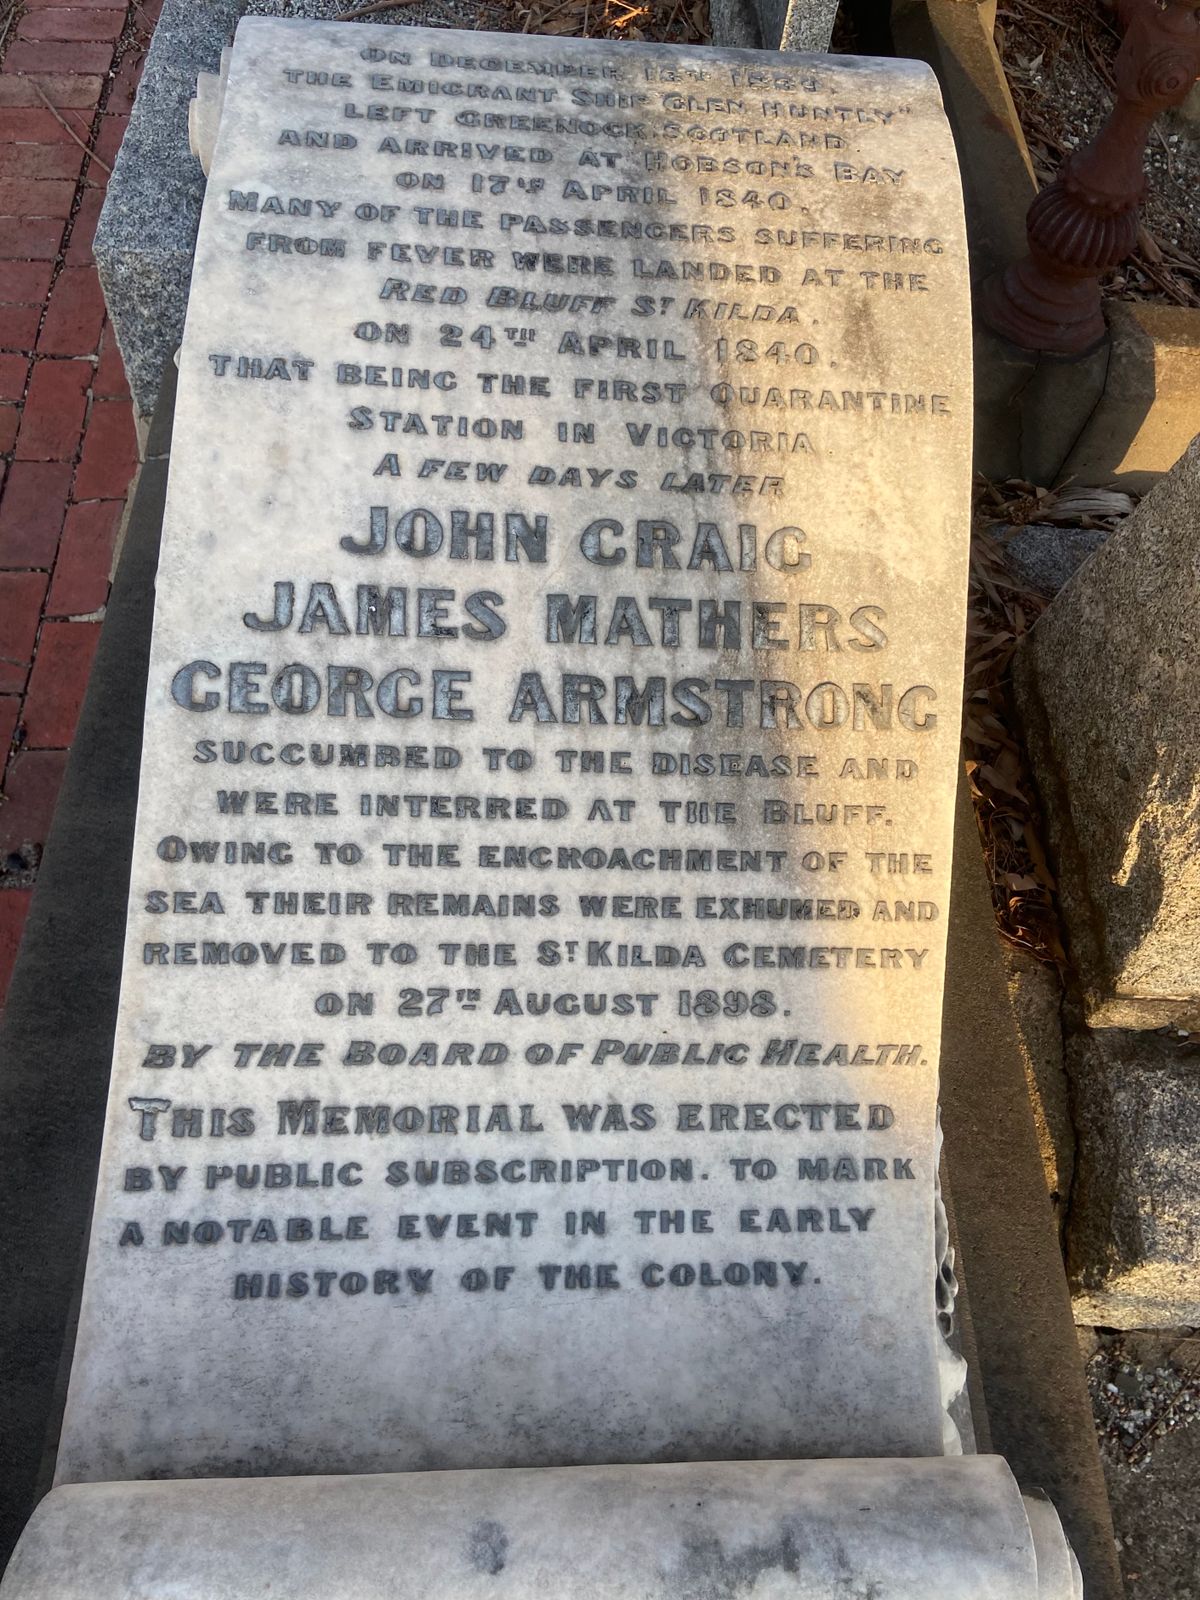 ON DECEMBER 13TH 1839.
THE EMIGRANT SHIP "GLEN HUNTLY"
LEFT GREENOCK SCOTLAND
AND ARRIVED AT HOBSON'S BAY
ON 17TH APRIL 1840.
MANY OF THE PASSENGERS SUFFERING
FROM FEVER WERE LANDED AT THE
RED BLUFF ST KILDA.
ON 24TH APRIL 1840.
THAT BEING THE FIRST QUARANTINE
STATION IN VICTORIA
A FEW DAYS LATER
JOHN CRAIG
JAMES MATHERS
GEORGE ARMSTRONG
SUCCUMBED TO THE DISEASE AND
WERE INTERRED AT THE BLUFF.
OWING TO THE ENCROACHMENT OF THE
SEA THEIR REMAINS WERE EXHUMED AND
REMOVED TO THE ST KILDA CEMETERY
ON 27TH AUGUST 1898.
BY THE BOARD OF PUBLIC HEALTH.
THIS MEMORIAL WAS ERECTED
BY PUBLIC SUBSCRIPTION. TO MARK
A NOTABLE EVENT IN THE EARLY
HISTORY OF THE COLONY.